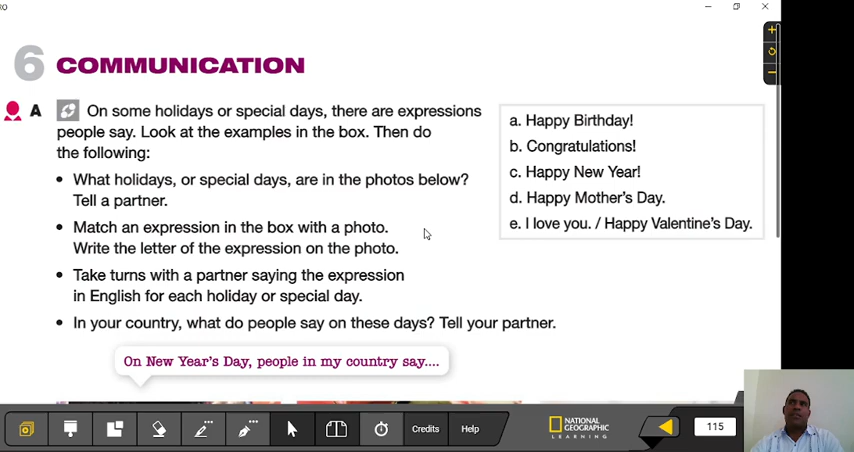 RO
6 COMMUNICATION
A On some holidays or special days, there are expressions
people say. Look at the examples in the box. Then do
the following:
• What holidays, or special days, are in the photos below?
Tell a partner.
• Match an expression in the box with a photo.
Write the letter of the expression on the photo.
• Take turns with a partner saying the expression
in English for each holiday or special day.
• In your country, what do people say on these days? Tell your partner.
On New Year's Day, people in my country say....
a. Happy Birthday!
b. Congratulations!
c. Happy New Year!
d. Happy Mother's Day.
e. I love you. / Happy Valentine's Day.
Credits
Help
NATIONAL
GEOGRAPHIC
LEARNING
115